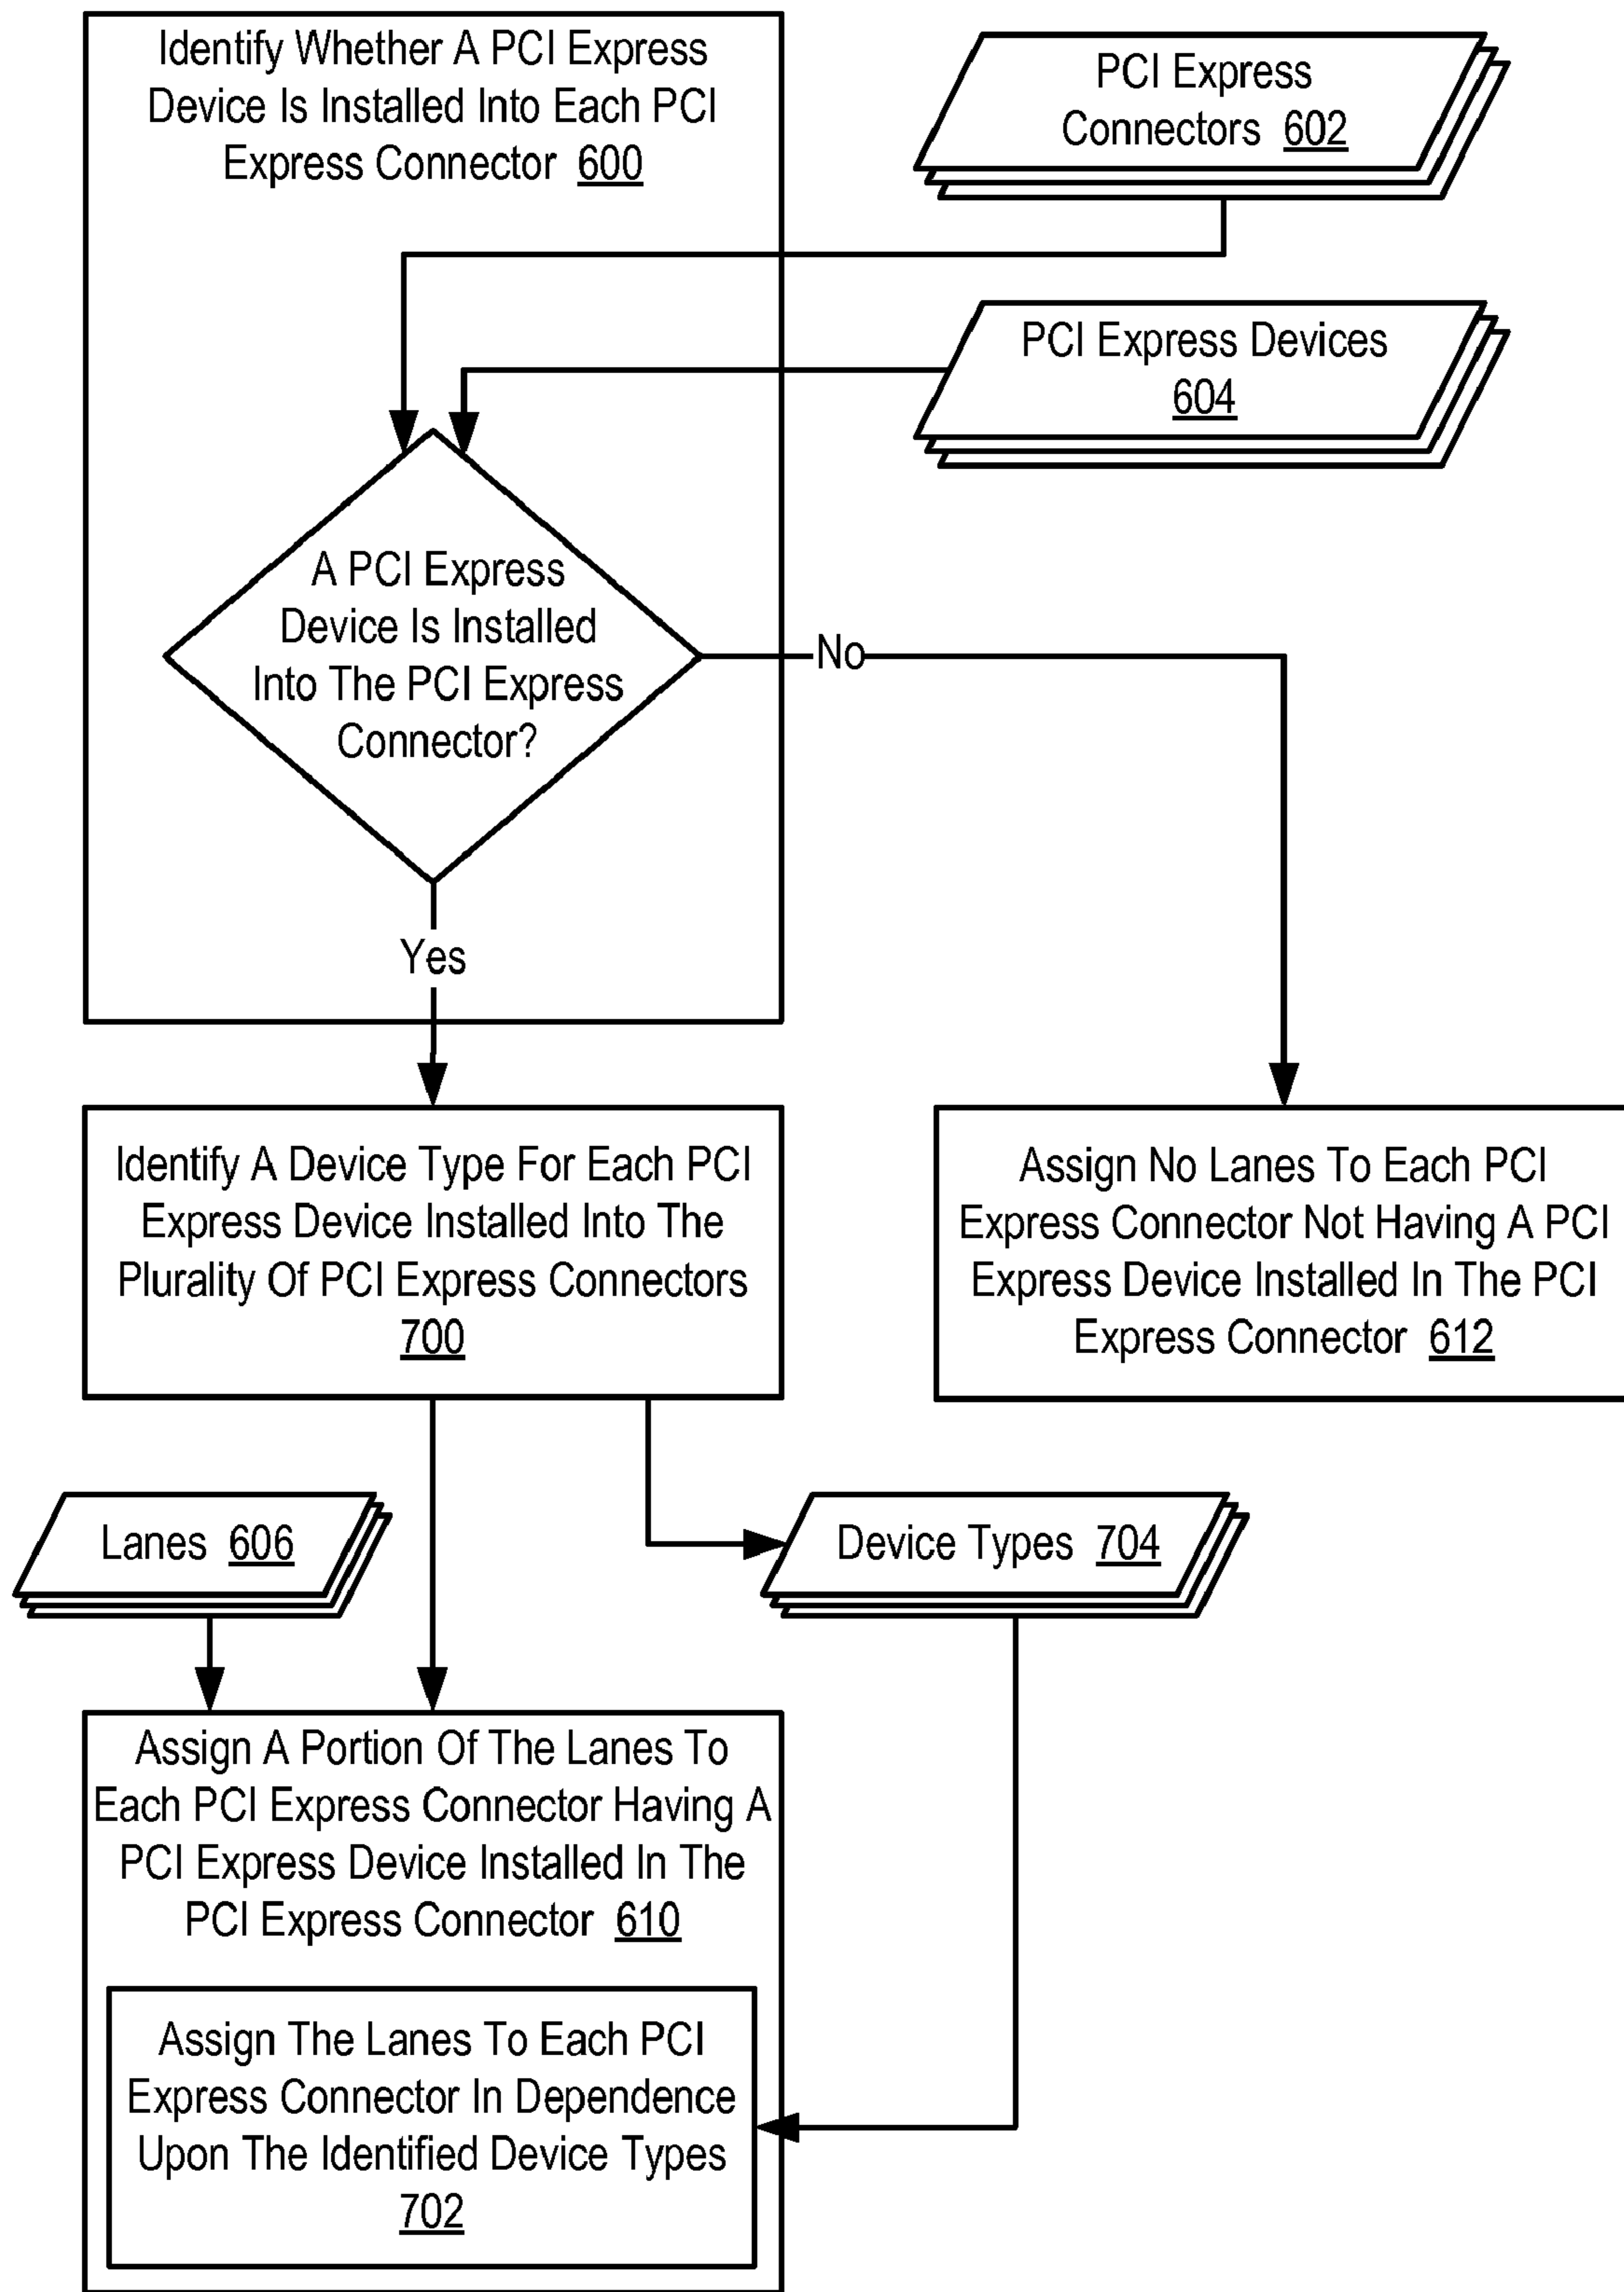 Identify Whether A PCI Express
Device Is Installed Into Each PCI
Express Connector 600
PCI Express
Connectors 602
PCI Express Devices
604
A PCI Express
Device Is Installed
Into The PCI Express
Connector?
No
Yes
Identify A Device Type For Each PCI
Express Device Installed Into The
Plurality Of PCI Express Connectors
700
Assign No Lanes To Each PCI
Express Connector Not Having A PCI
Express Device Installed In The PCI
Express Connector 612
Lanes 606
Device Types 704
Assign A Portion Of The Lanes To
Each PCI Express Connector Having A
PCI Express Device Installed In The
PCI Express Connector 610
Assign The Lanes To Each PCI
Express Connector In Dependence
Upon The Identified Device Types
702